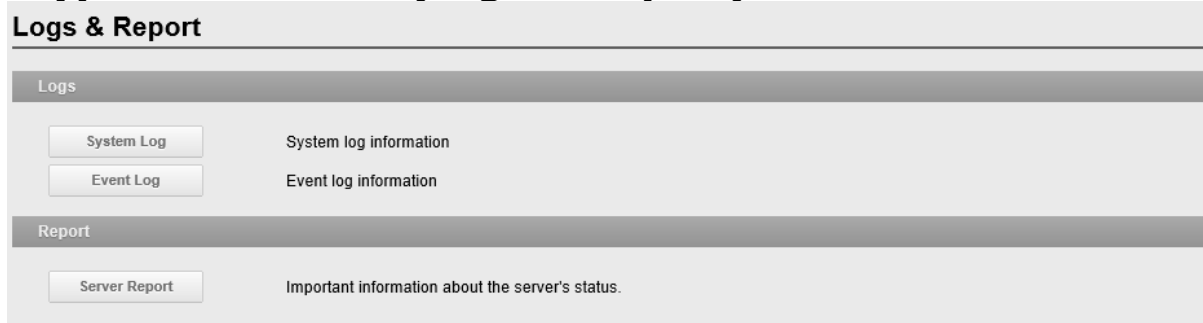 Logs & Report
Logs
System Log System log information
Event Log Event log information
Report
Server Report Important information about the server's status.